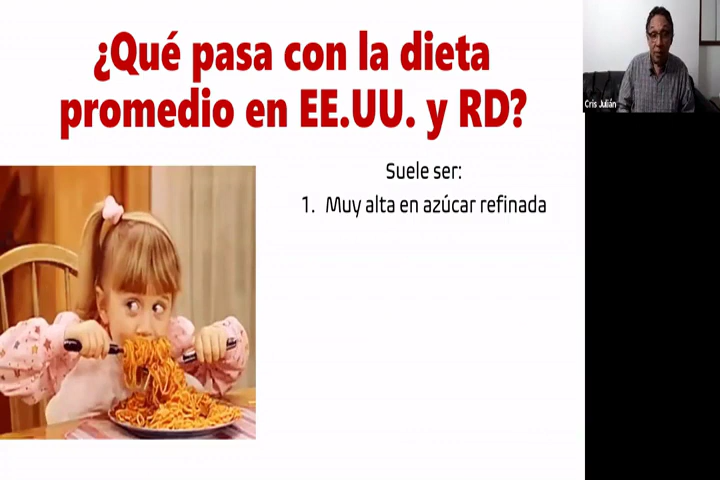 ¿Qué pasa con la dieta
promedio en EE.UU. y RD?
Suele ser:
1. Muy alta en azúcar refinada
Cris Julián